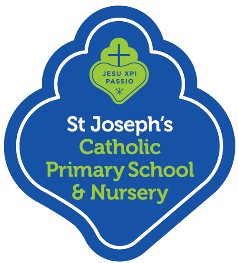 JESU XPI
PASSIO
St Joseph's
Catholic
Primary School
& Nursery